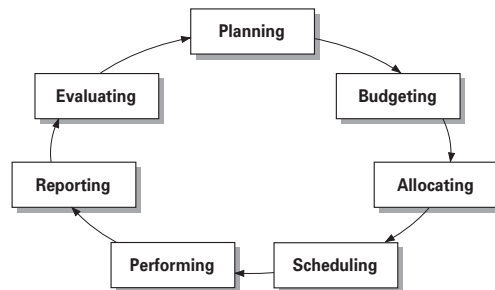 Planning
Budgeting
Allocating
Scheduling
Performing
Reporting
Evaluating